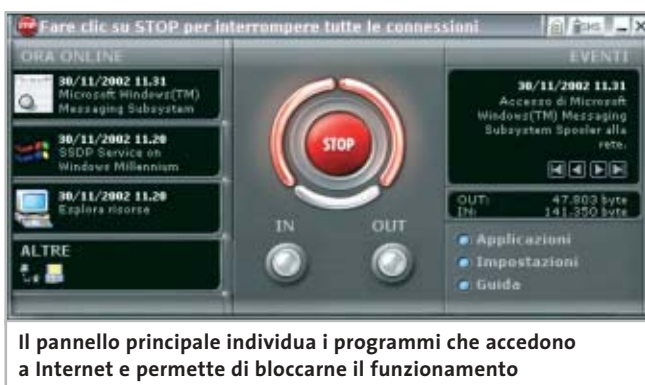 STOP
Fare clic su STOP per interrompere tutte le connessioni
ORA ONLINE
30/11/2002 11.31
Microsoft Windows(TM)
Messaging Subsystem
30/11/2002 11.20
SSDP Service on
Windows Millennium
30/11/2002 11.20
Esplora risorse
ALTRE
STOP
IN
OUT
EVENTI
30/11/2002 11.31
Accesso di Microsoft
Windows(TM) Messaging
Subsystem Spooler alla
rete.
OUT: 47.803 byte
IN: 141.350 byte
Applicazioni
Impostazioni
Guida
Il pannello principale individua i programmi che accedono
a Internet e permette di bloccarne il funzionamento